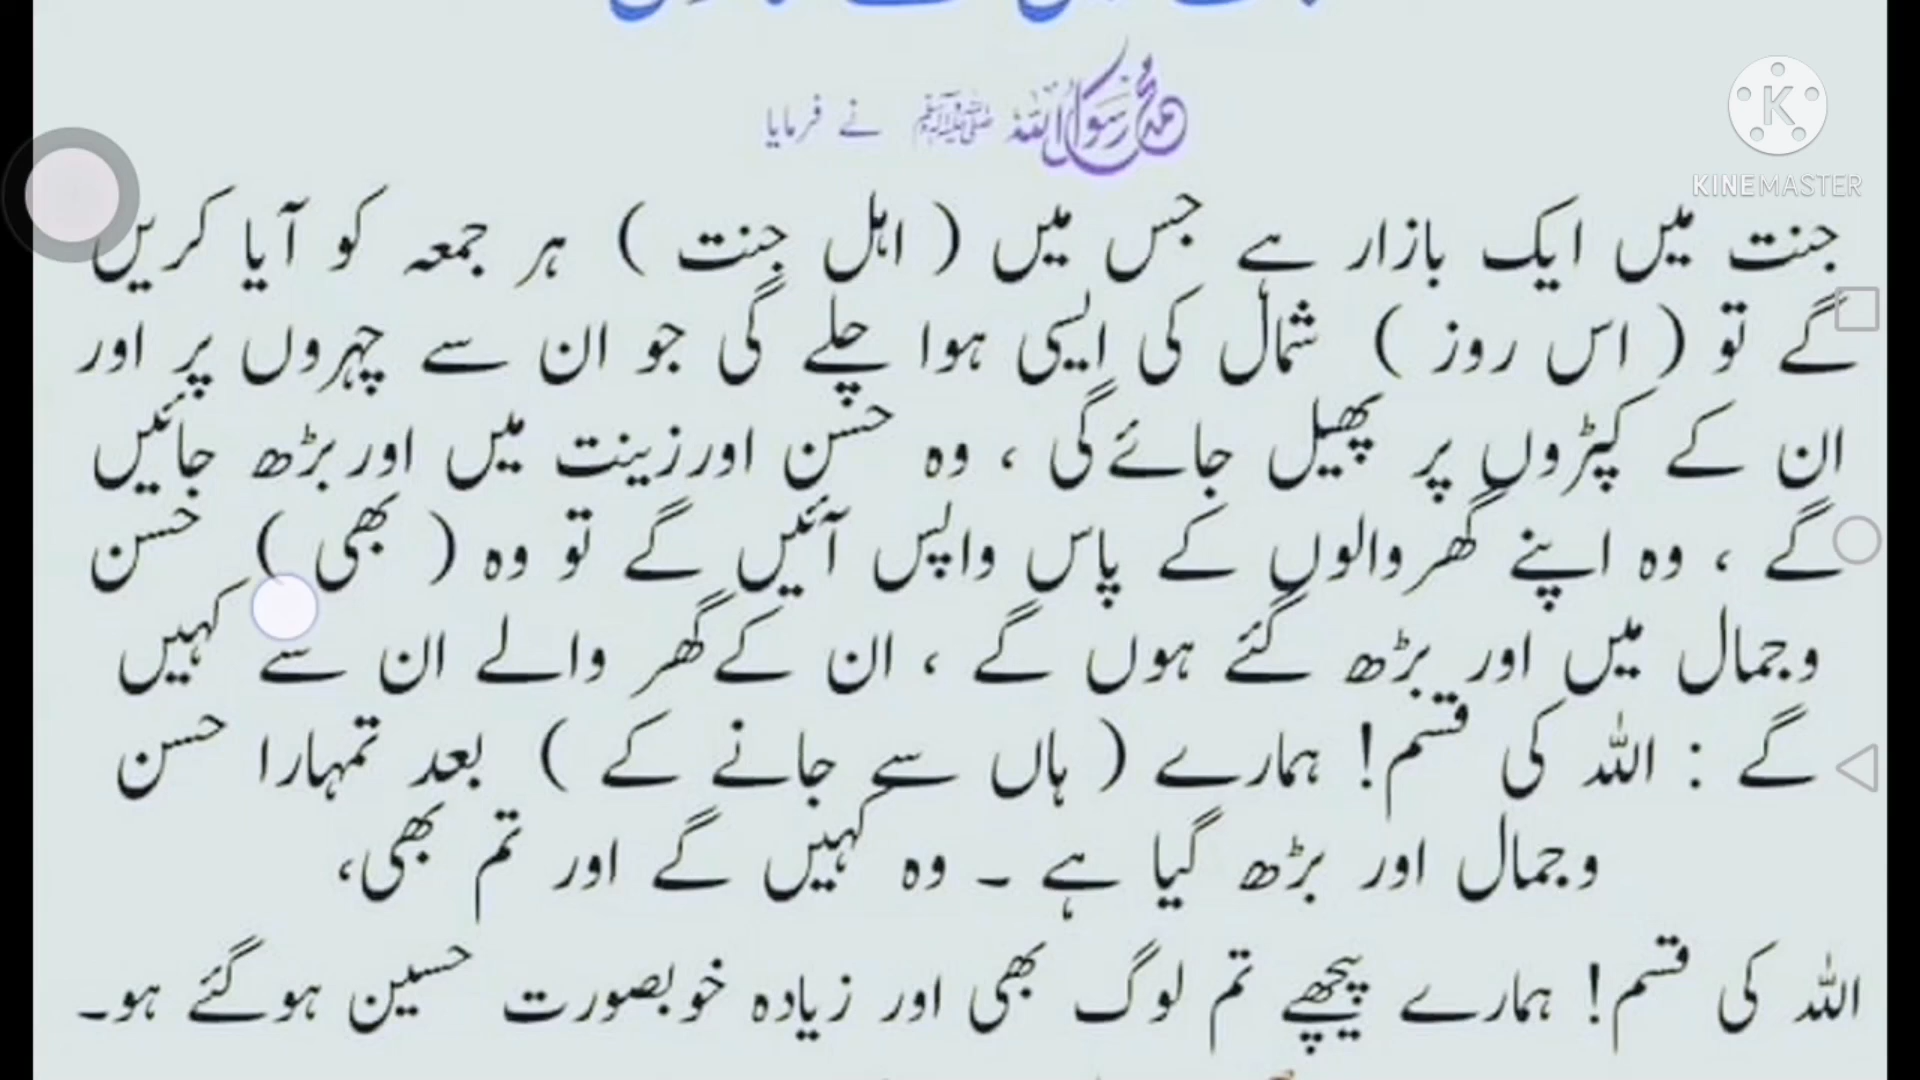 محمد رسول اللہ ﷺ نے فرمایا
KINEMASTER
جنت میں ایک بازار ہے جس میں ( اہل جنت ) ہر جمعہ کو آیا کریں
گے تو ( اس روز ) شمال کی ایسی ہوا چلے گی جو ان سے چہروں پر اور
ان کے کپڑوں پر پھیل جائے گی ، وہ حسن اور زینت میں اور بڑھ جائیں
گے ، وہ اپنے گھر والوں کے پاس واپس آئیں گے تو وہ ( بھی ) حسن
وجمال میں اور بڑھ گئے ہوں گے ، ان کے گھر والے ان سے کہیں
گے : اللہ کی قسم! ہمارے ( ہاں سے جانے کے ) بعد تمہارا حسن
وجمال اور بڑھ گیا ہے ۔ وہ کہیں گے اور تم بھی،
اللہ کی قسم! ہمارے پیچھے تم لوگ بھی اور زیادہ خوبصورت حسین ہو گئے ہو۔